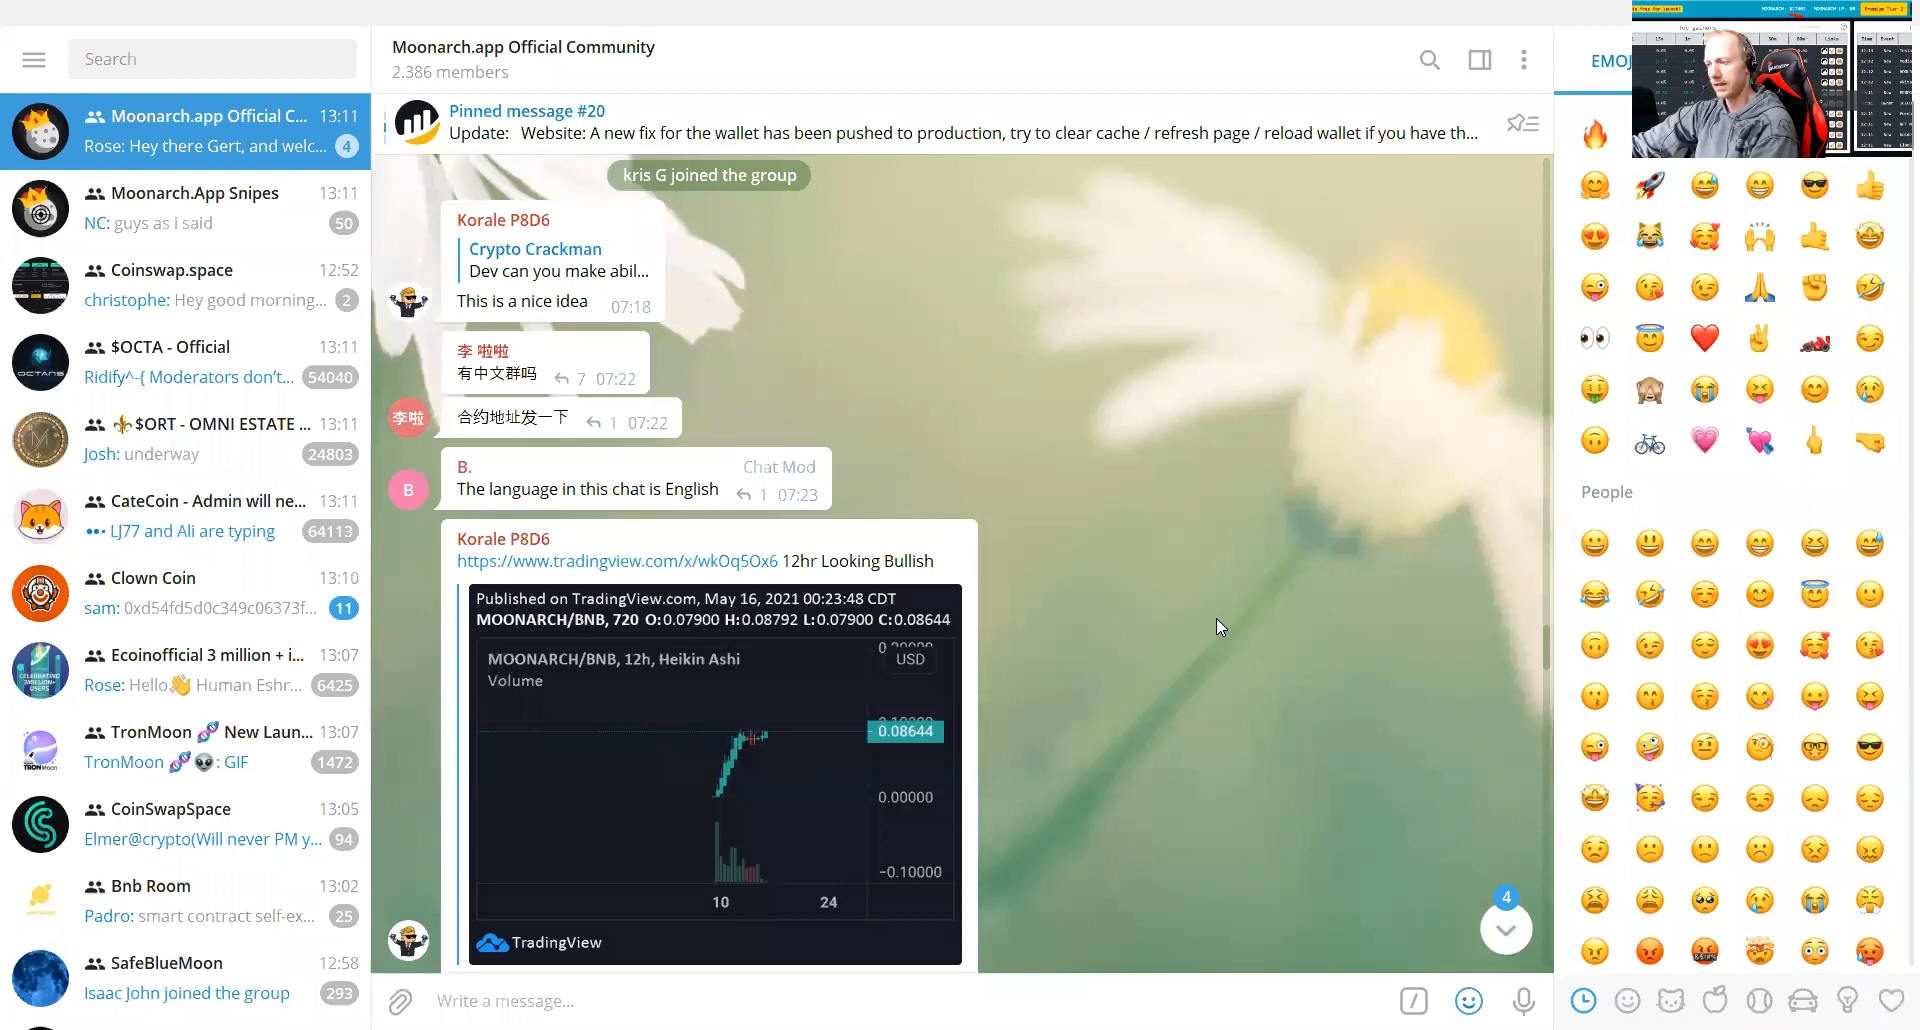 Search
Moonarch.app Official C... 13:11
Rose: Hey there Gert, and welc... 4
Moonarch.App Snipes 13:11
NC: guys as i said 50
Coinswap.space 12:52
christophe: Hey good morning... 2
$OCTA - Official 13:11
Ridify^-{ Moderators don't... 54040
⚜️$ORT - OMNI ESTATE ... 13:11
Josh: underway 24803
CateCoin - Admin will ne... 13:11
LJ77 and Ali are typing 64113
Clown Coin 13:10
sam: 0xd54fd5d0c349c06373f... 11
Ecoinofficial 3 million + i... 13:07
Rose: Hello👋 Human Eshr... 6425
TronMoon 🧬 New Laun... 13:07
TronMoon 🧬👽: GIF 1472
CoinSwapSpace 13:05
Elmer@crypto(Will never PM y... 94
Bnb Room 13:02
Padro: smart contract self-ex... 25
SafeBlueMoon 12:58
Isaac John joined the group 293
Moonarch.app Official Community
2.386 members
Pinned message #20
Update: Website: A new fix for the wallet has been pushed to production, try to clear cache / refresh page / reload wallet if you have th...
kris G joined the group
Korale P8D6
Crypto Crackman
Dev can you make abil...
This is a nice idea 07:18
李 啦啦
有中文群吗 7 07:22
李啦
合约地址发一下 1 07:22
B. Chat Mod
B
The language in this chat is English 1 07:23
Korale P8D6
https://www.tradingview.com/x/wkOq5Ox6 12hr Looking Bullish
Published on TradingView.com, May 16, 2021 00:23:48 CDT
MOONARCH/BNB, 720 O:0.07900 H:0.08792 L:0.07900 C:0.08644
MOONARCH/BNB, 12h, Heikin Ashi
USD
Volume
0.08644
0.00000
−0.10000
10 24
TradingView
4
Write a message...
EMOJ
People